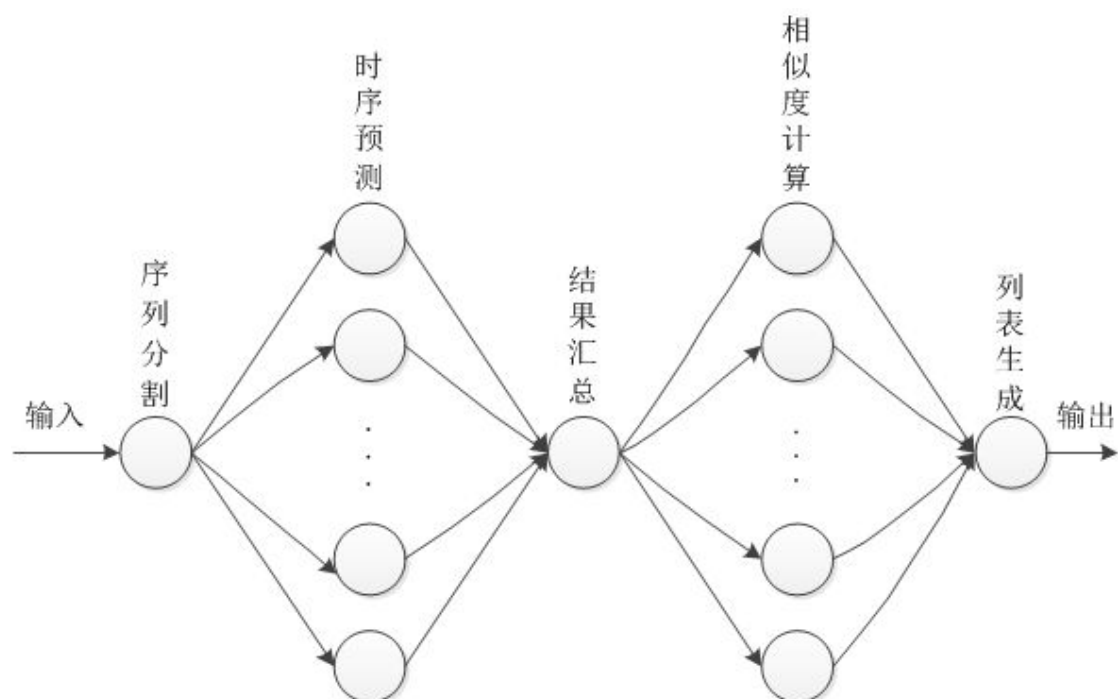 输入
序列分割
时序预测
结果汇总
相似度计算
列表生成
输出